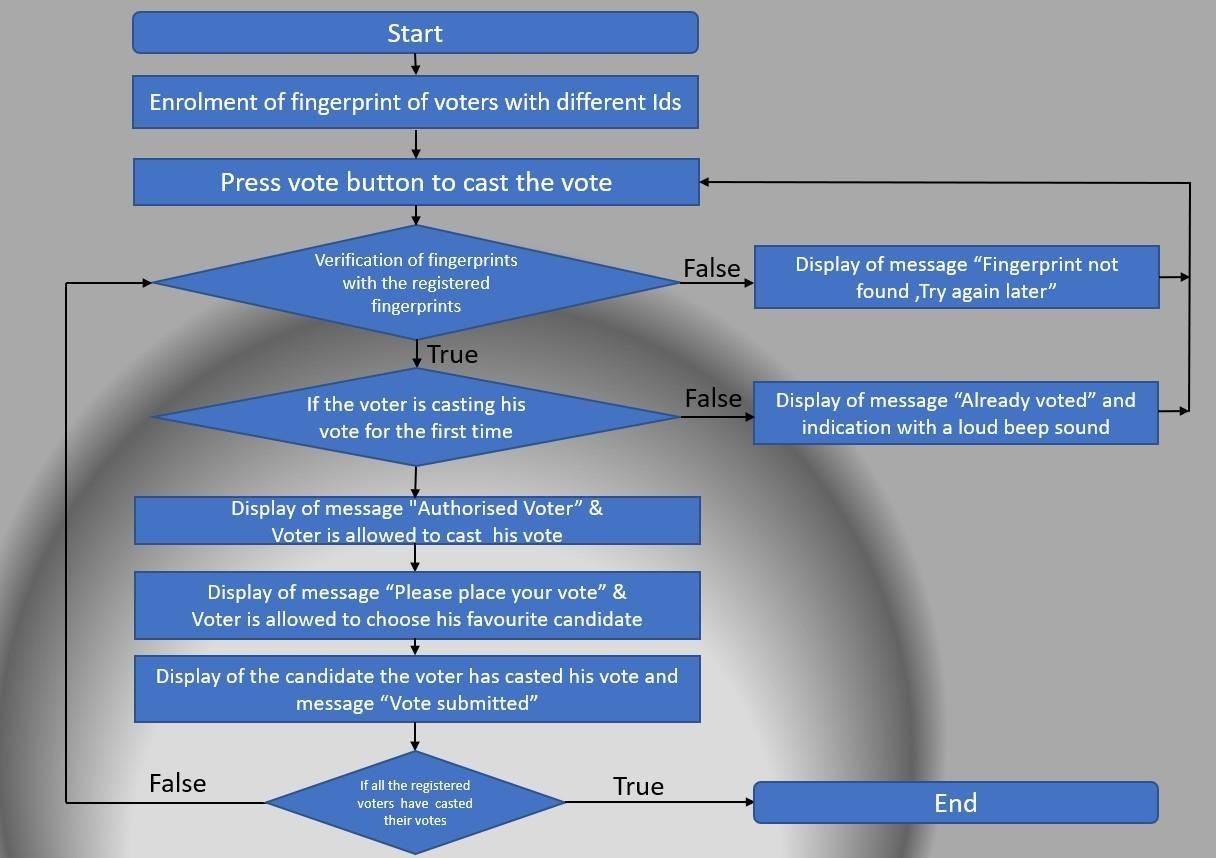 Start
Enrolment of fingerprint of voters with different Ids
Press vote button to cast the vote
Verification of fingerprints
with the registered
fingerprints
False
Display of message “Fingerprint not
found ,Try again later”
True
If the voter is casting his
vote for the first time
False
Display of message “Already voted” and
indication with a loud beep sound
Display of message "Authorised Voter” &
Voter is allowed to cast his vote
Display of message “Please place your vote” &
Voter is allowed to choose his favourite candidate
Display of the candidate the voter has casted his vote and
message “Vote submitted”
False
If all the registered
voters have casted
their votes
True
End